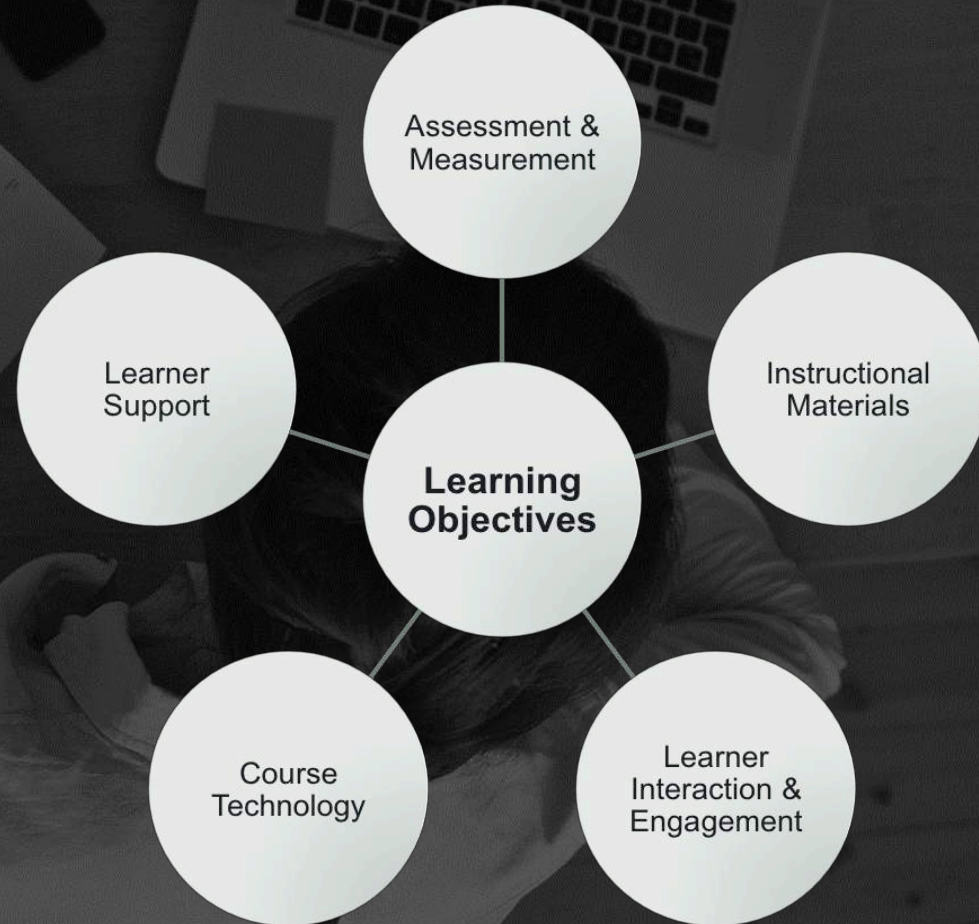 Assessment &
Measurement
Learner
Support
Instructional
Materials
Learning
Objectives
Course
Technology
Learner
Interaction &
Engagement